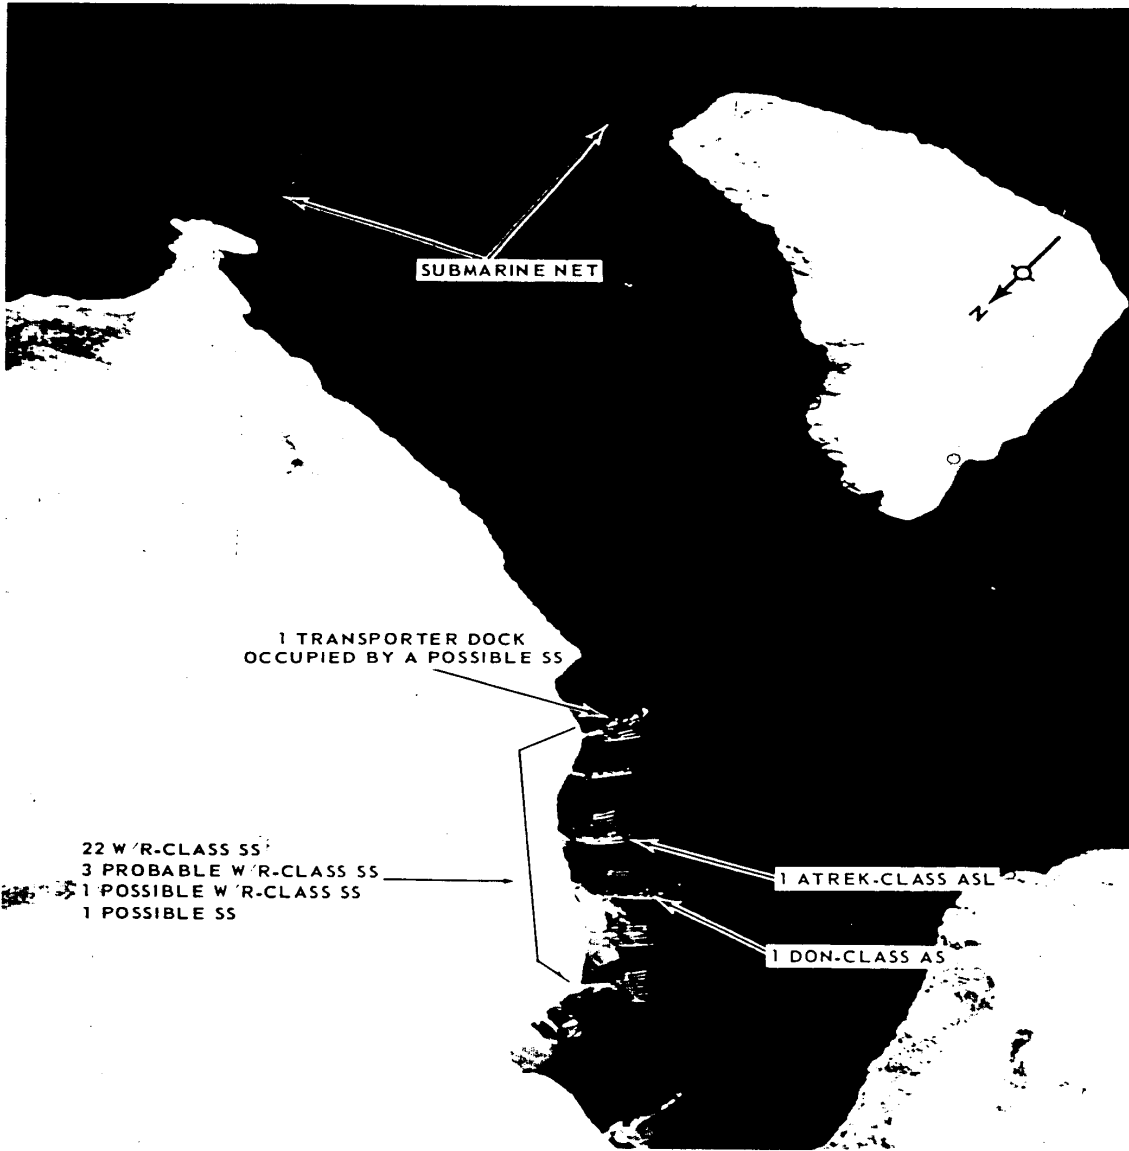 SUBMARINE NET
N
1 TRANSPORTER DOCK
OCCUPIED BY A POSSIBLE SS
22 W/R-CLASS SS
3 PROBABLE W/R-CLASS SS
1 POSSIBLE W/R-CLASS SS
1 POSSIBLE SS
1 ATREK-CLASS ASL
1 DON-CLASS AS